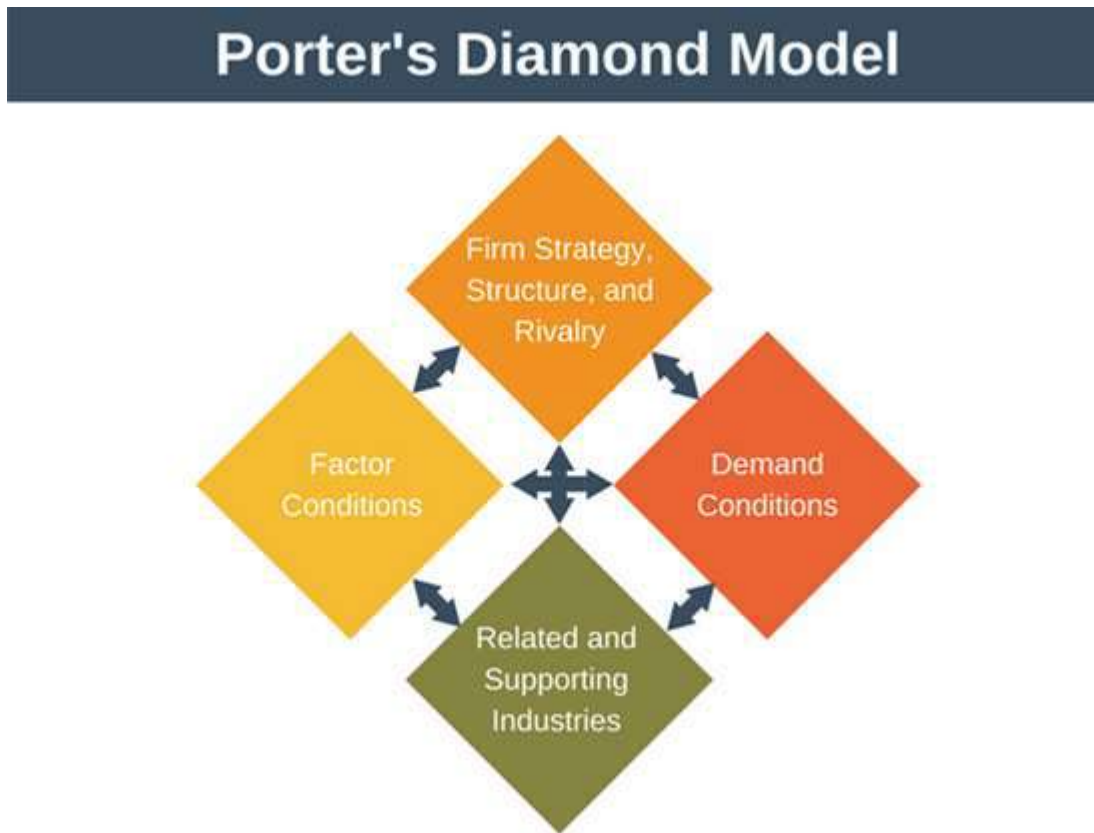 Porter's Diamond Model
Firm Strategy,
Structure, and
Rivalry
Factor
Conditions
Demand
Conditions
Related and
Supporting
Industries